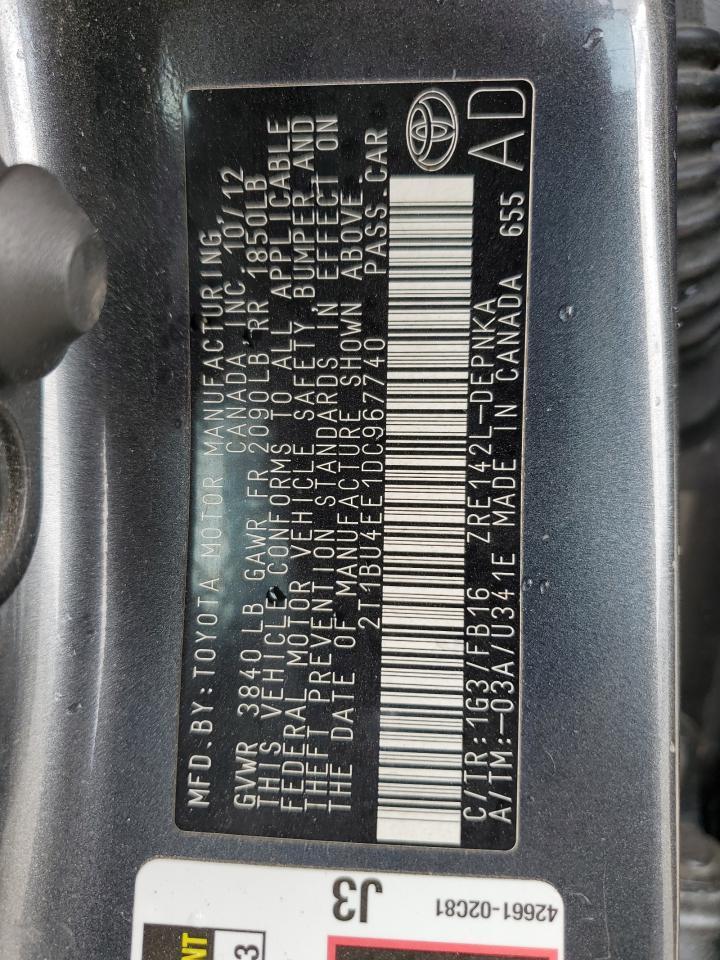 MFD.BY:TOYOTA MOTOR MANUFACTURING
CANADA INC 10/12
GVWR 3840LB GAWR FR 2090LB RR 1850LB
THIS VEHICLE CONFORMS TO ALL APPLICABLE
FEDERAL MOTOR VEHICLE SAFETY, BUMPER, AND
THEFT PREVENTION STANDARDS IN EFFECT ON
THE DATE OF MANUFACTURE SHOWN ABOVE.
2T1BU4EE1DC967740 PASS.CAR
C/TR:1G3/FB16 ZRE142L-DEPNKA
A/TM:-03A/U341E MADE IN CANADA 655
AD
J3
42661-02C81
NT
3